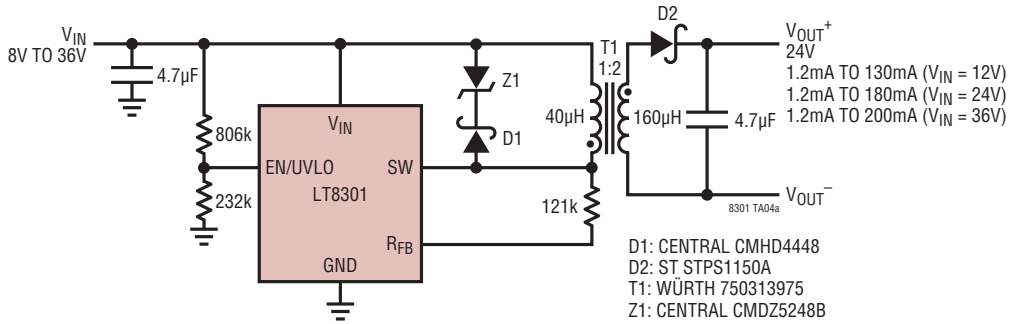 VIN
8V TO 36V
4.7µF
806k
232k
VIN
EN/UVLO
LT8301
SW
RFB
GND
Z1
D1
T1
1:2
40µH
160µH
121k
D2
4.7µF
VOUT+
24V
1.2mA TO 130mA (VIN = 12V)
1.2mA TO 180mA (VIN = 24V)
1.2mA TO 200mA (VIN = 36V)
VOUT–
8301 TA04a
D1: CENTRAL CMHD4448
D2: ST STPS1150A
T1: WÜRTH 750313975
Z1: CENTRAL CMDZ5248B